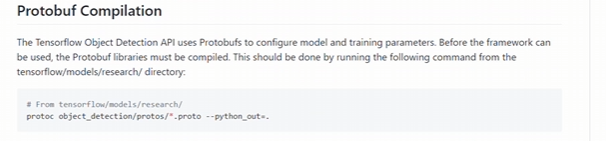 Protobuf Compilation
The Tensorflow Object Detection API uses Protobufs to configure model and training parameters. Before the framework can
be used, the Protobuf libraries must be compiled. This should be done by running the following command from the
tensorflow/models/research/ directory:
# From tensorflow/models/research/
protoc object_detection/protos/*.proto --python_out=.